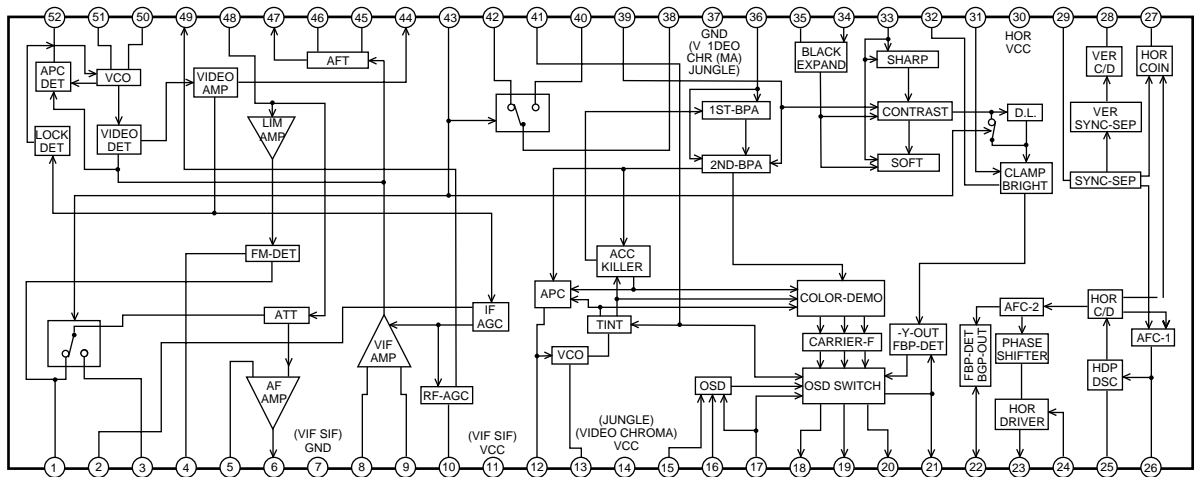 52 51 50 49 48 47 46 45 44 43 42 41 40 39 38 37 36 35 34 33 32 31 30 29 28 27
GND
(V 1DEO
CHR (MA)
JUNGLE)
HOR
VCC
APC
DET
VCO
VIDEO
AMP
AFT
BLACK
EXPAND
SHARP
VER
C/D
HOR
COIN
LOCK
DET
VIDEO
DET
LIM
AMP
1ST-BPA
CONTRAST
D.L.
VER
SYNC-SEP
2ND-BPA
SOFT
CLAMP
BRIGHT
SYNC-SEP
FM-DET
ACC
KILLER
ATT
VIF
AMP
IF
AGC
APC
TINT
COLOR-DEMO
AFC-2
HOR
C/D
VCO
CARRIER-F
-Y-OUT
FBP-DET
FBP-DET
BGP-OUT
PHASE
SHIFTER
AFC-1
AF
AMP
RF-AGC
OSD
OSD SWITCH
HDP
DSC
HOR
DRIVER
(VIF SIF)
GND
(VIF SIF)
VCC
(JUNGLE)
(VIDEO CHROMA)
VCC
1 2 3 4 5 6 7 8 9 10 11 12 13 14 15 16 17 18 19 20 21 22 23 24 25 26